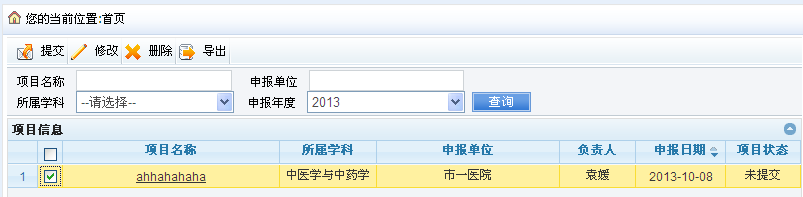 您的当前位置:首页
提交 修改 删除 导出
项目名称 申报单位
所属学科 --请选择-- 申报年度 2013 查询
项目信息
项目名称 所属学科 申报单位 负责人 申报日期 项目状态
1 ahhahahaha 中医学与中药学 市一医院 袁媛 2013-10-08 未提交